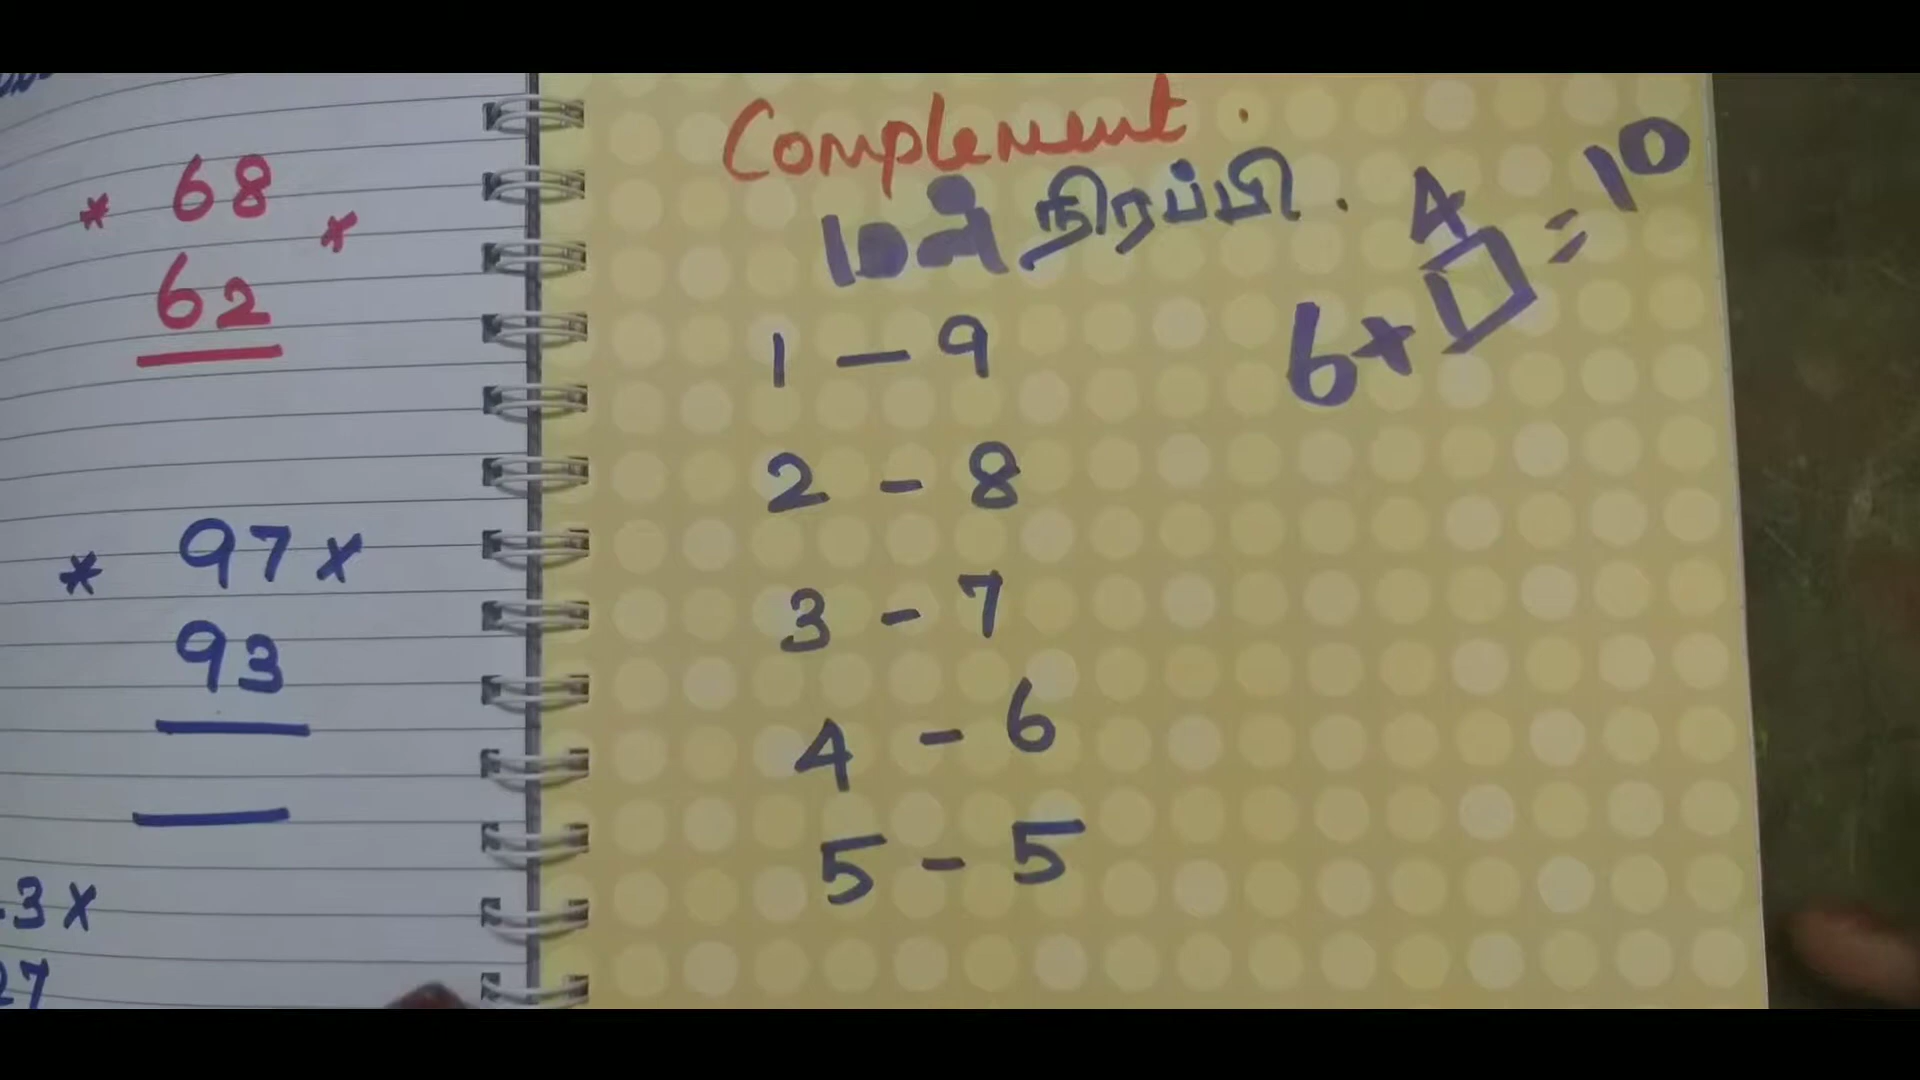 * 68 *
62
* 97 x
93
3 x
27
Complement.
10ன் நிரப்பி.
4
6 + □ = 10
1 — 9
2 - 8
3 - 7
4 - 6
5 - 5